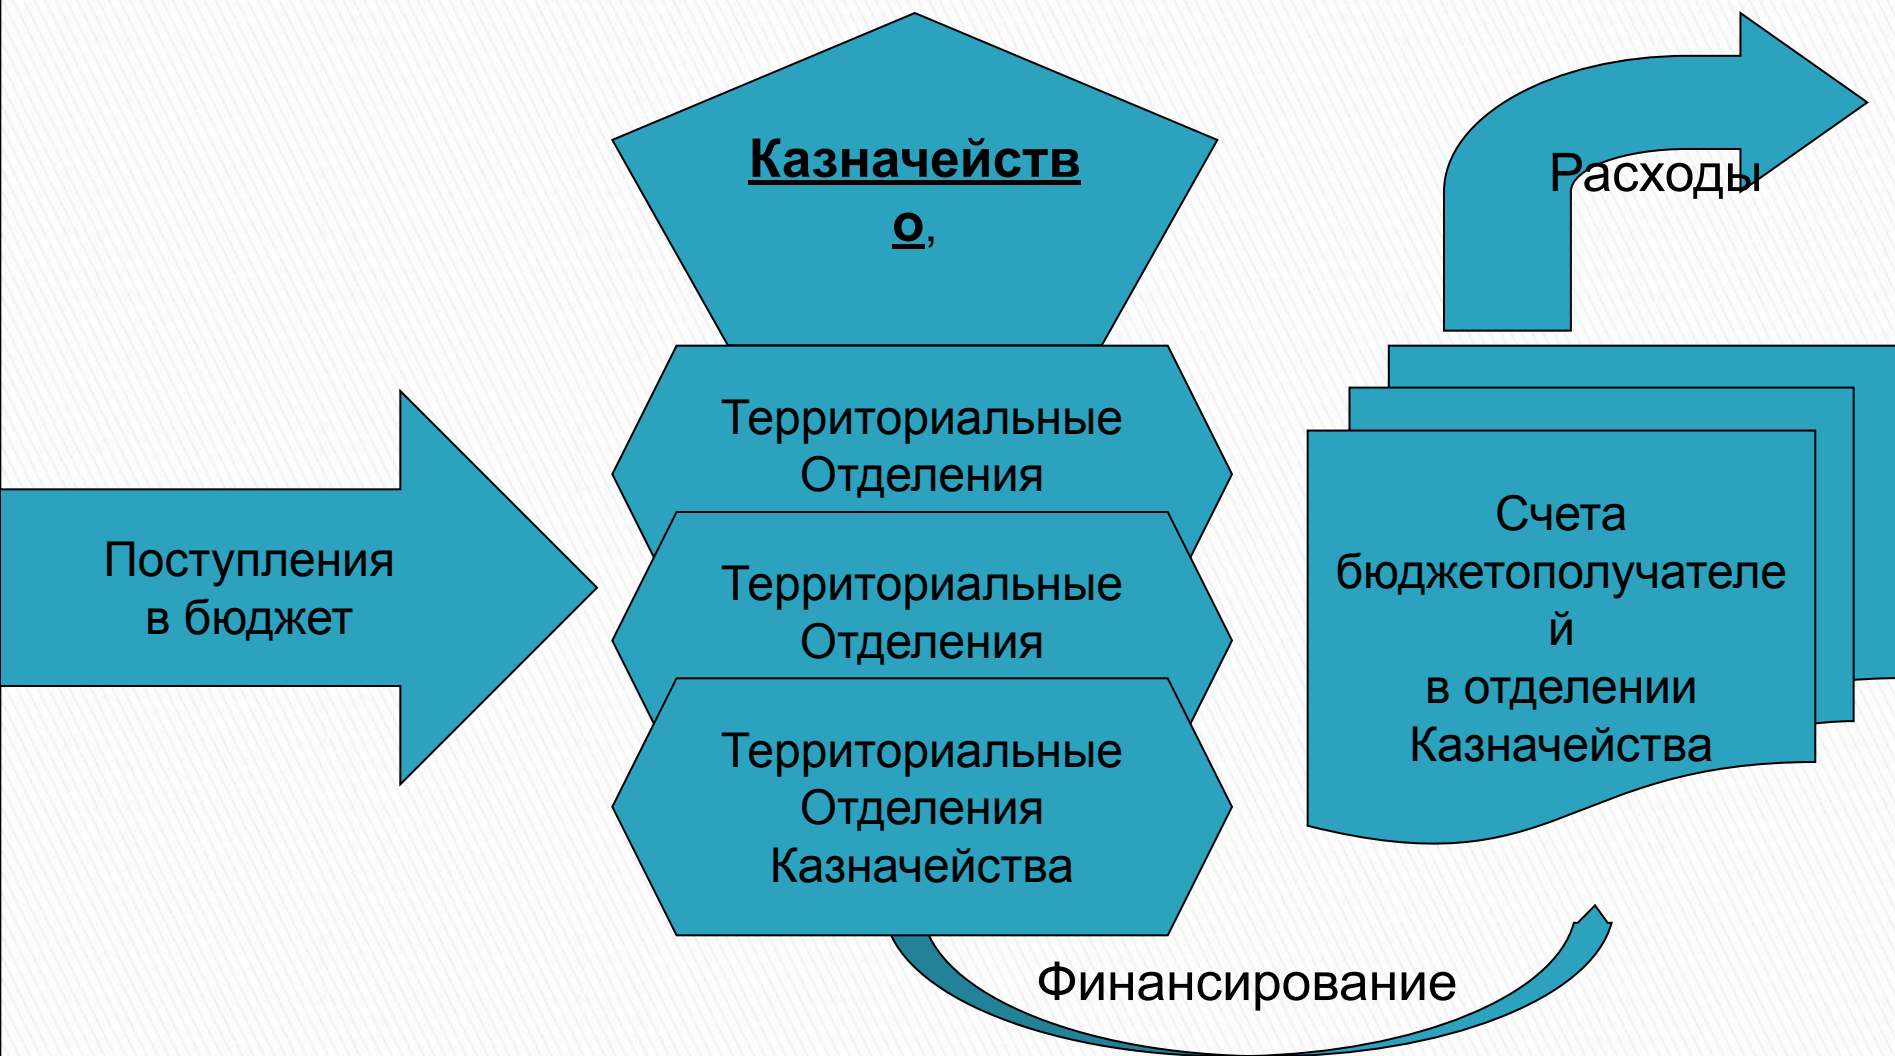 Казначейств
о,
Расходы
Территориальные
Отделения
Территориальные
Отделения
Территориальные
Отделения
Казначейства
Поступления
в бюджет
Счета
бюджетополучателе
й
в отделении
Казначейства
Финансирование